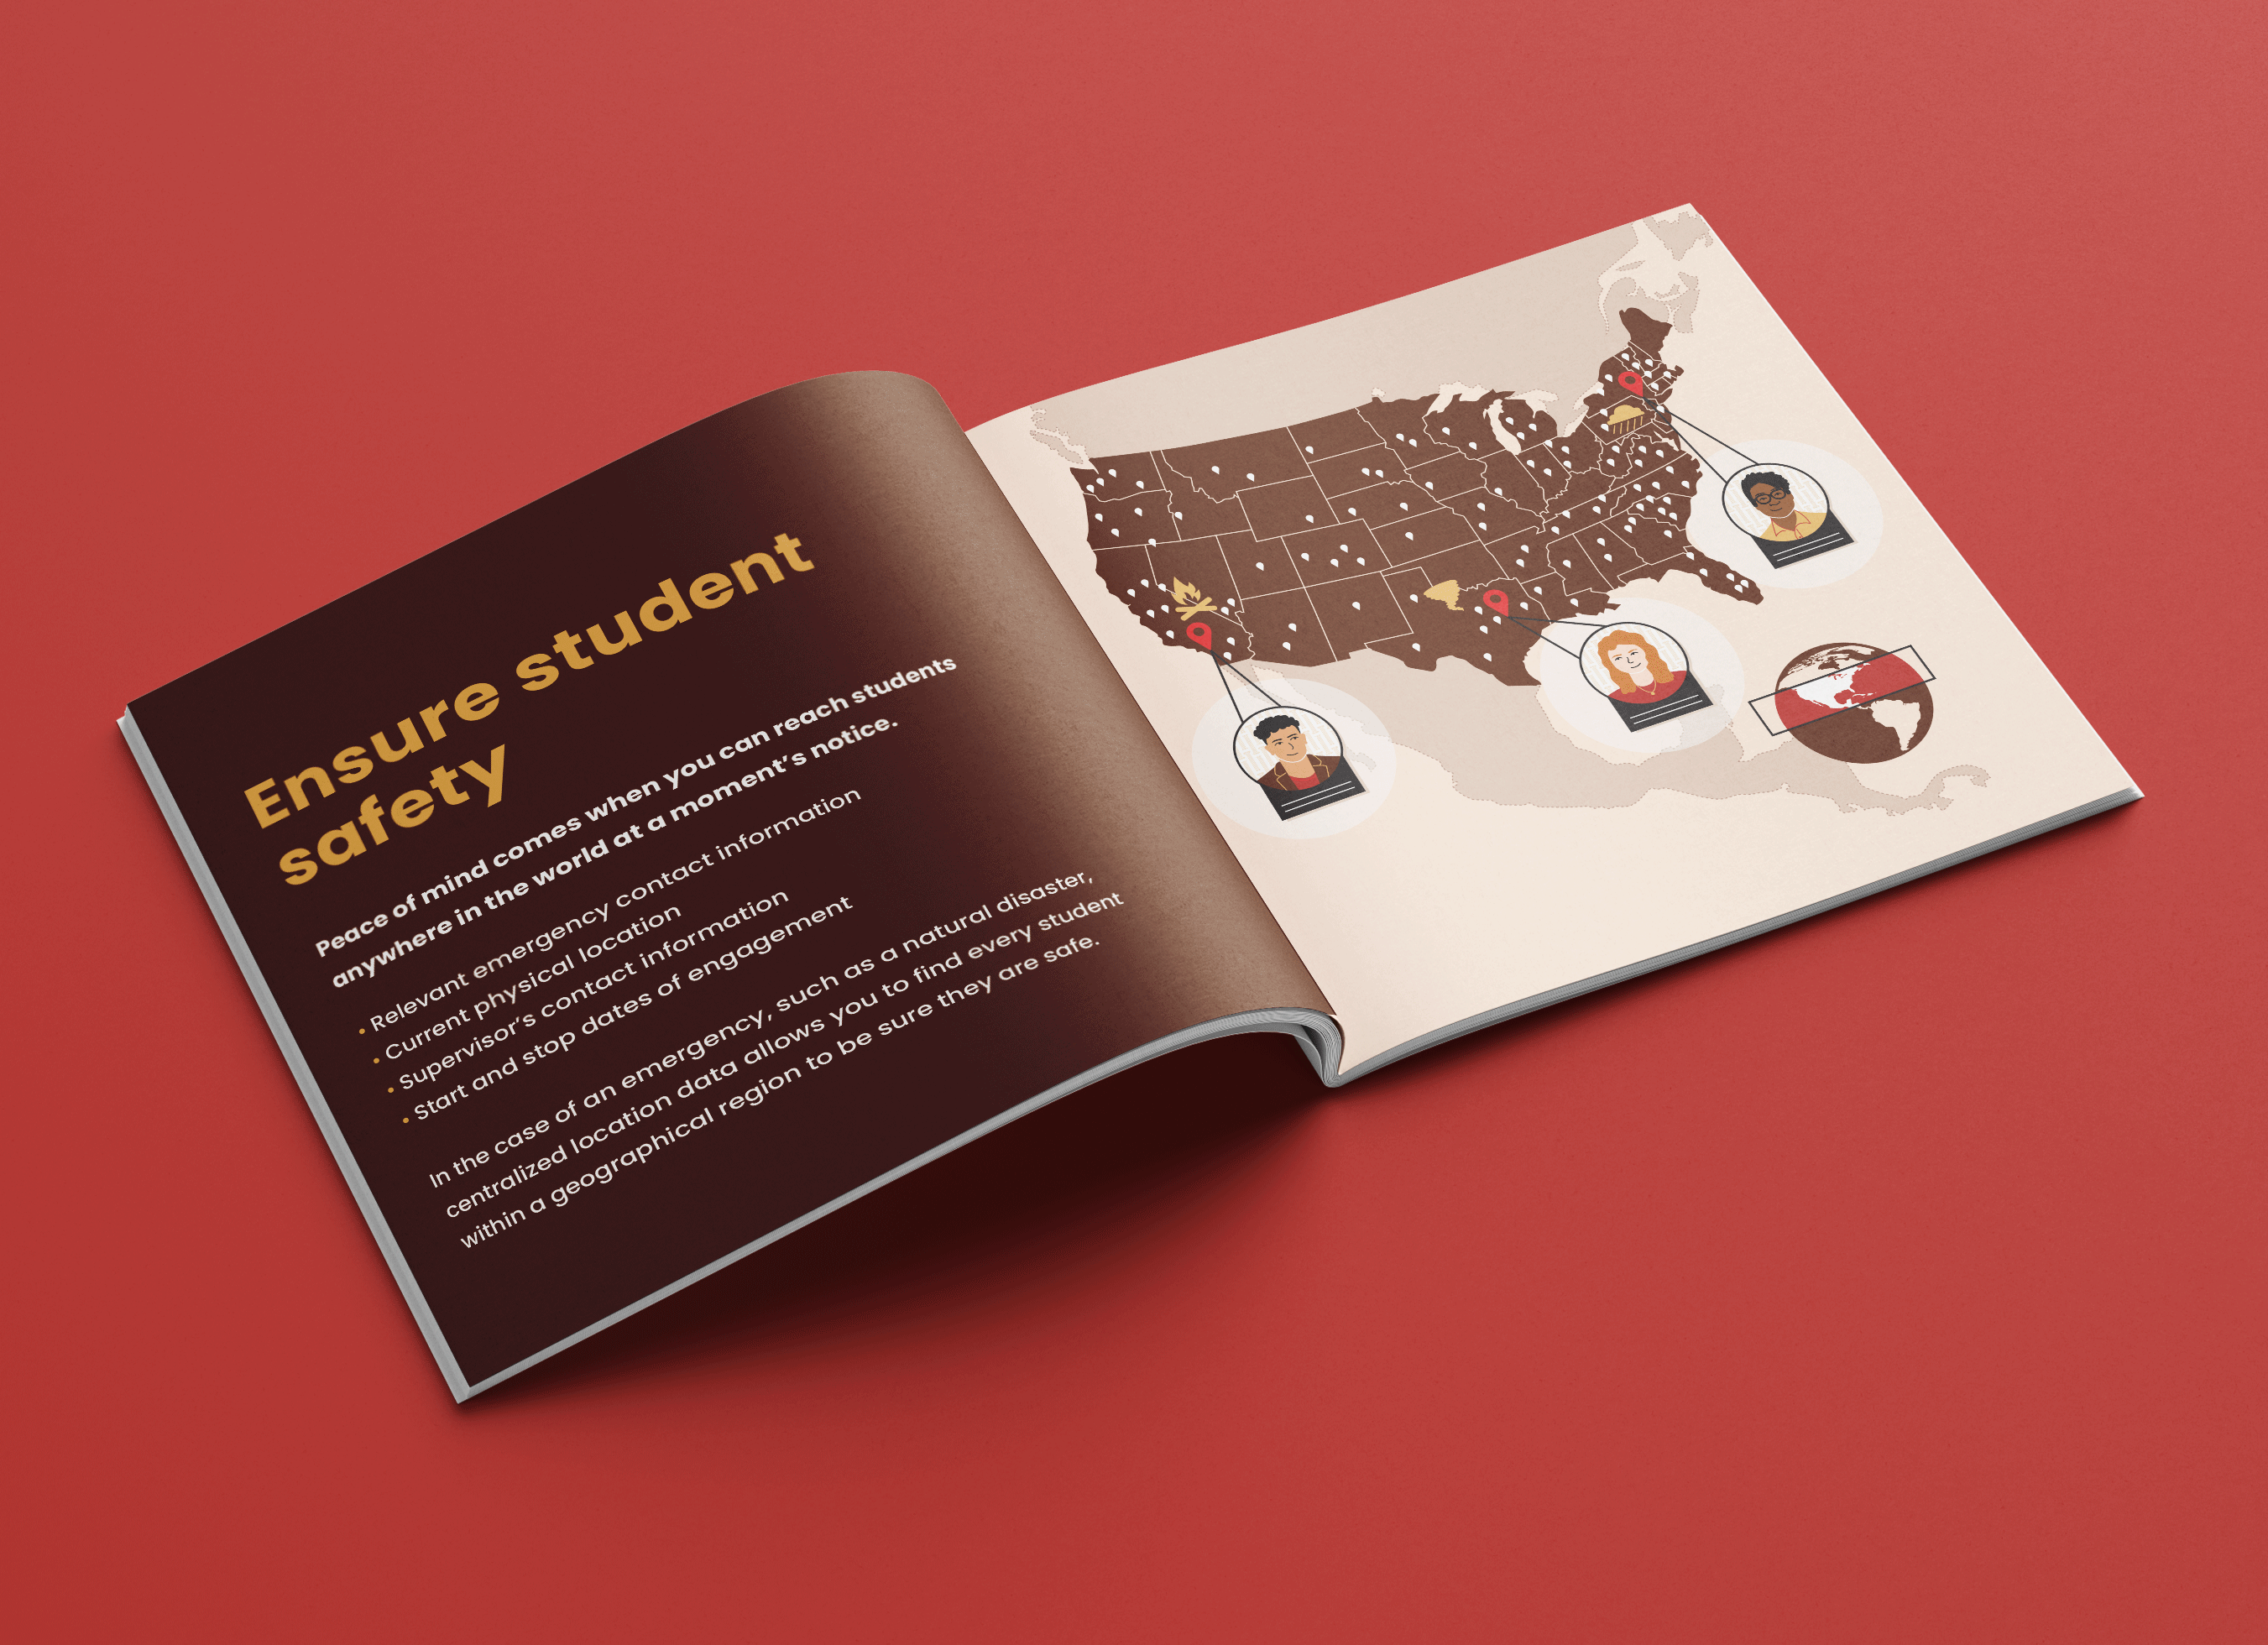 Ensure student
safety
Peace of mind comes when you can reach students
anywhere in the world at a moment's notice.
• Relevant emergency contact information
• Current physical location
• Supervisor's contact information
• Start and stop dates of engagement
In the case of an emergency, such as a natural disaster,
centralized location data allows you to find every student
within a geographical region to be sure they are safe.